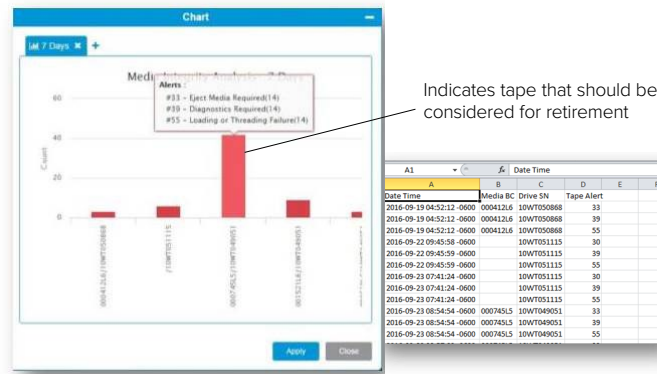 Chart
7 Days
Alerts :
#33 - Eject Media Required(14)
#39 - Diagnostics Required(14)
#55 - Loading or Threading Failure(14)
60
40
20
0
Count
000412L6/10WT050868
/10WT051115
000745L5/10WT049051
001521L6/10WT049051
Apply
Close
Indicates tape that should be
considered for retirement
A1
fx
Date Time
A B C D E
Date Time Media BC Drive SN Tape Alert
2016-09-19 04:52:12 -0600 000412L6 10WT050868 33
2016-09-19 04:52:12 -0600 000412L6 10WT050868 39
2016-09-19 04:52:12 -0600 000412L6 10WT050868 55
2016-09-22 09:45:58 -0600 10WT051115 30
2016-09-22 09:45:59 -0600 10WT051115 39
2016-09-22 09:45:59 -0600 10WT051115 55
2016-09-23 07:41:24 -0600 10WT051115 30
2016-09-23 07:41:24 -0600 10WT051115 39
2016-09-23 07:41:24 -0600 10WT051115 55
2016-09-23 08:54:54 -0600 000745L5 10WT049051 33
2016-09-23 08:54:54 -0600 000745L5 10WT049051 39
2016-09-23 08:54:54 -0600 000745L5 10WT049051 55